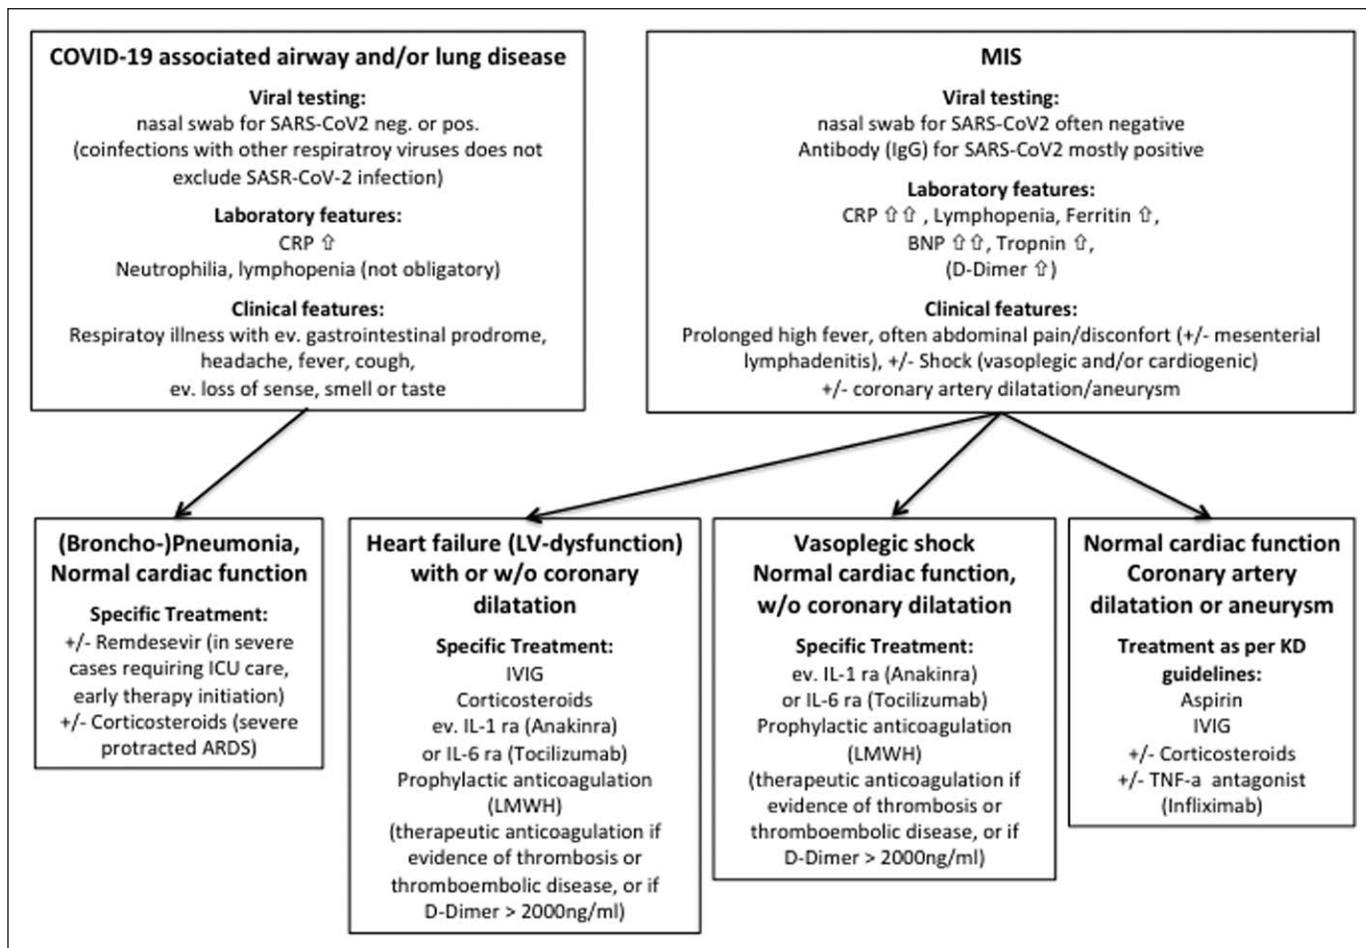 COVID-19 associated airway and/or lung disease
Viral testing:
nasal swab for SARS-CoV2 neg. or pos.
(coinfections with other respiratroy viruses does not
exclude SASR-CoV-2 infection)
Laboratory features:
CRP ⇧
Neutrophilia, lymphopenia (not obligatory)
Clinical features:
Respiratoy illness with ev. gastrointestinal prodrome,
headache, fever, cough,
ev. loss of sense, smell or taste
MIS
Viral testing:
nasal swab for SARS-CoV2 often negative
Antibody (IgG) for SARS-CoV2 mostly positive
Laboratory features:
CRP ⇧⇧ , Lymphopenia, Ferritin ⇧,
BNP ⇧⇧, Tropnin ⇧,
(D-Dimer ⇧)
Clinical features:
Prolonged high fever, often abdominal pain/disconfort (+/- mesenterial
lymphadenitis), +/- Shock (vasoplegic and/or cardiogenic)
+/- coronary artery dilatation/aneurysm
(Broncho-)Pneumonia,
Normal cardiac function
Specific Treatment:
+/- Remdesevir (in severe
cases requiring ICU care,
early therapy initiation)
+/- Corticosteroids (severe
protracted ARDS)
Heart failure (LV-dysfunction)
with or w/o coronary
dilatation
Specific Treatment:
IVIG
Corticosteroids
ev. IL-1 ra (Anakinra)
or IL-6 ra (Tocilizumab)
Prophylactic anticoagulation
(LMWH)
(therapeutic anticoagulation if
evidence of thrombosis or
thromboembolic disease, or if
D-Dimer > 2000ng/ml)
Vasoplegic shock
Normal cardiac function,
w/o coronary dilatation
Specific Treatment:
ev. IL-1 ra (Anakinra)
or IL-6 ra (Tocilizumab)
Prophylactic anticoagulation
(LMWH)
(therapeutic anticoagulation if
evidence of thrombosis or
thromboembolic disease, or if
D-Dimer > 2000ng/ml)
Normal cardiac function
Coronary artery
dilatation or aneurysm
Treatment as per KD
guidelines:
Aspirin
IVIG
+/- Corticosteroids
+/- TNF-a antagonist
(Infliximab)